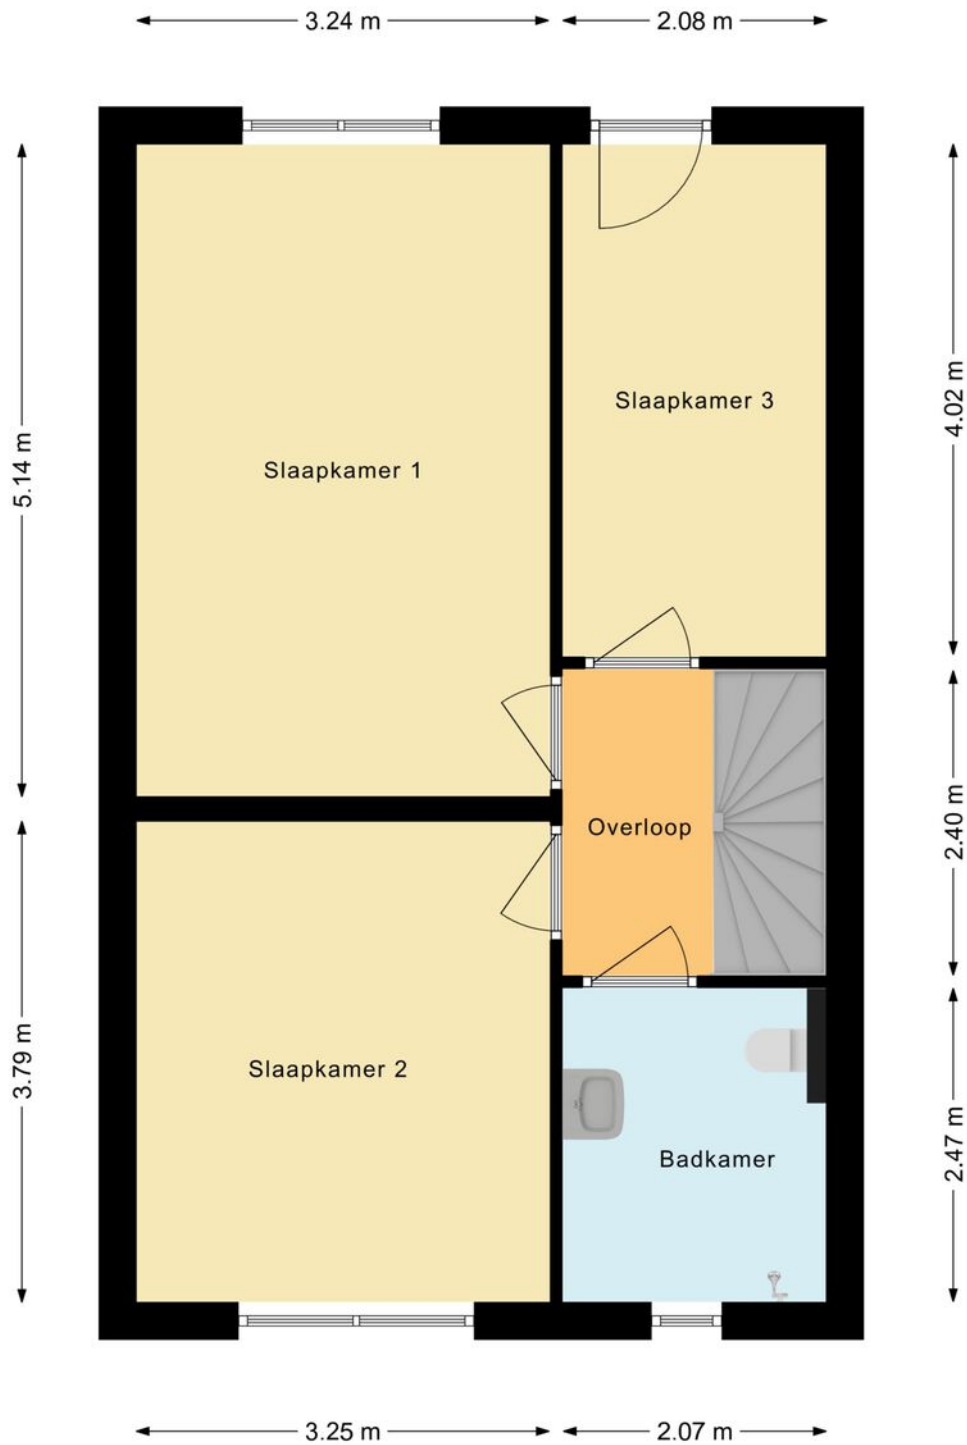 3.24 m
2.08 m
5.14 m
4.02 m
Slaapkamer 3
Slaapkamer 1
2.40 m
Overloop
3.79 m
Slaapkamer 2
2.47 m
Badkamer
3.25 m
2.07 m